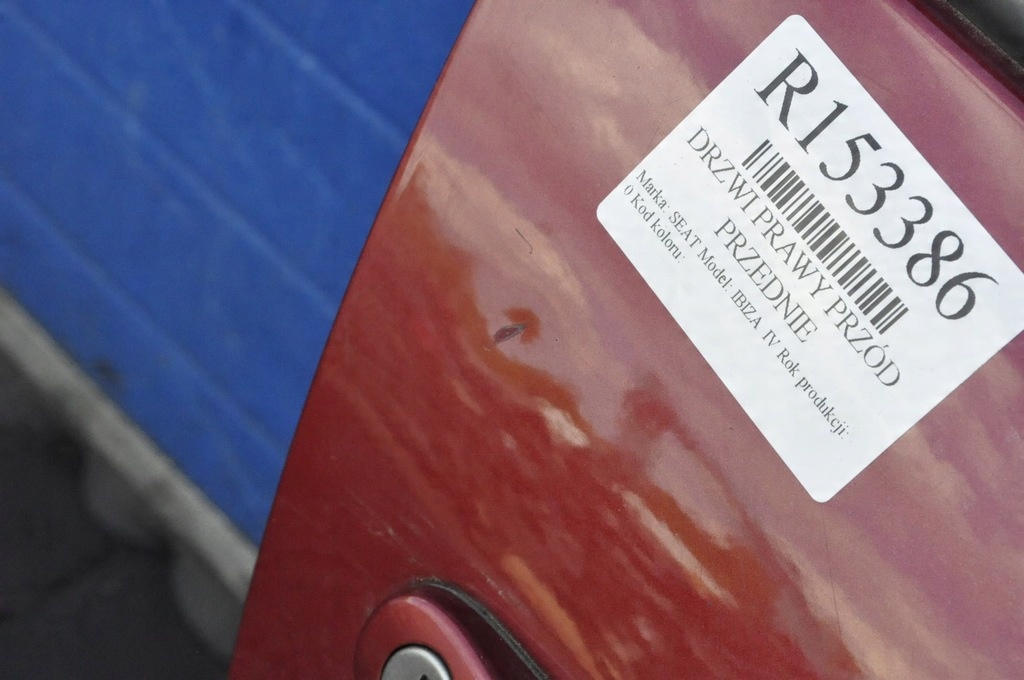 R153386
DRZWI PRAWY PRZÓD
PRZEDNIE
Marka: SEAT Model: IBIZA IV Rok produkcji:
0 Kod koloru: